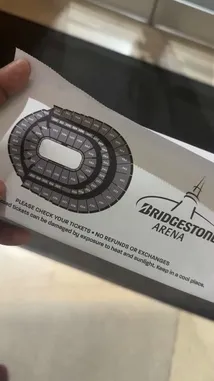 BRIDGESTONE
ARENA
PLEASE CHECK YOUR TICKETS • NO REFUNDS OR EXCHANGES
tickets can be damaged by exposure to heat and sunlight. Keep in a cool place.